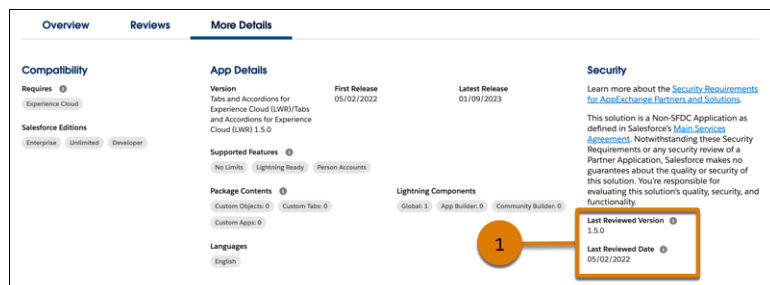 Overview Reviews More Details
Compatibility
Requires
Experience Cloud
Salesforce Editions
Enterprise Unlimited Developer
App Details
Version
Tabs and Accordions for
Experience Cloud (LWR)/Tabs
and Accordions for Experience
Cloud (LWR) 1.5.0
First Release
05/02/2022
Latest Release
01/09/2023
Supported Features
No Limits Lightning Ready Person Accounts
Package Contents
Custom Objects: 0 Custom Tabs: 0
Custom Apps: 0
Lightning Components
Global: 1 App Builder: 0 Community Builder: 0
Languages
English
Security
Learn more about the Security Requirements
for AppExchange Partners and Solutions.
This solution is a Non-SFDC Application as
defined in Salesforce's Main Services
Agreement. Notwithstanding these Security
Requirements or any security review of a
Partner Application, Salesforce makes no
guarantees about the quality or security of
this solution. You're responsible for
evaluating this solution's quality, security, and
functionality.
1
Last Reviewed Version
1.5.0
Last Reviewed Date
05/02/2022